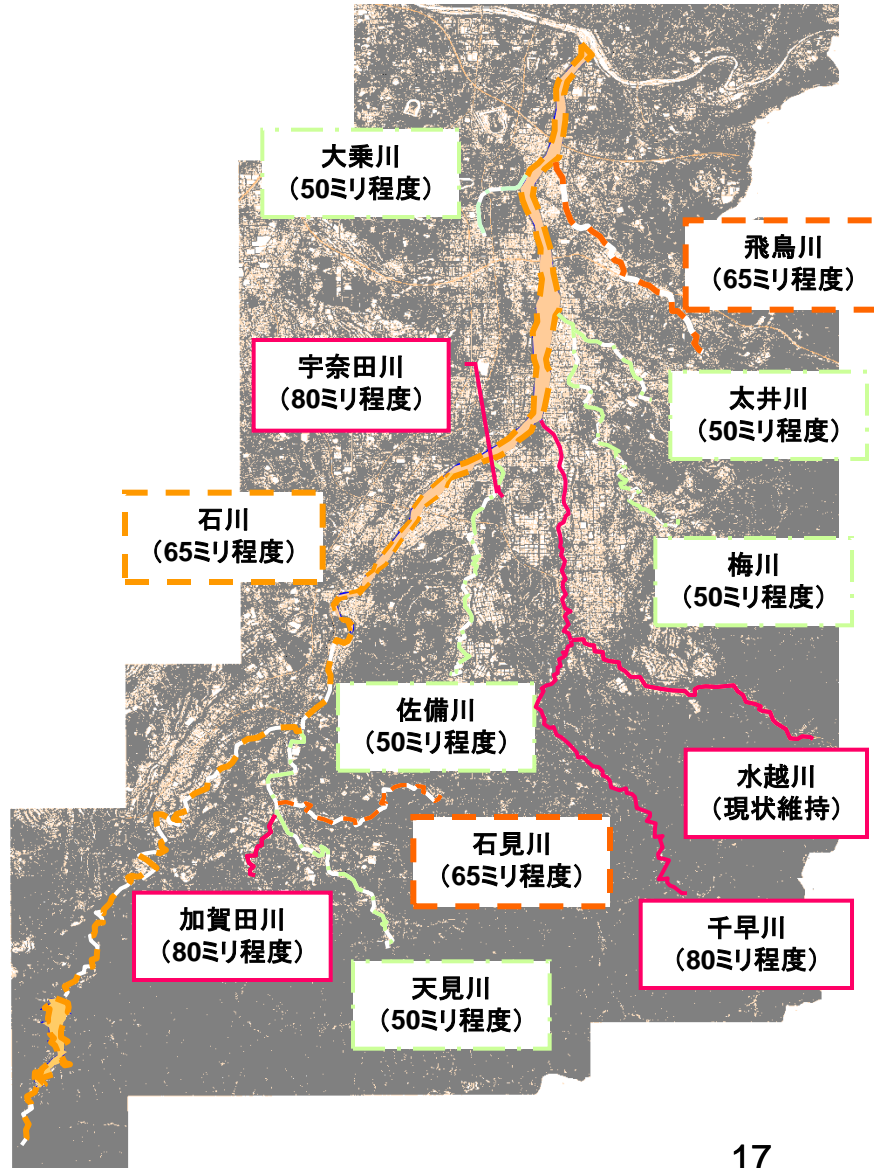 大乗川
（50ミリ程度）
飛鳥川
（65ミリ程度）
宇奈田川
（80ミリ程度）
太井川
（50ミリ程度）
石川
（65ミリ程度）
梅川
（50ミリ程度）
佐備川
（50ミリ程度）
水越川
（現状維持）
石見川
（65ミリ程度）
加賀田川
（80ミリ程度）
千早川
（80ミリ程度）
天見川
（50ミリ程度）
17